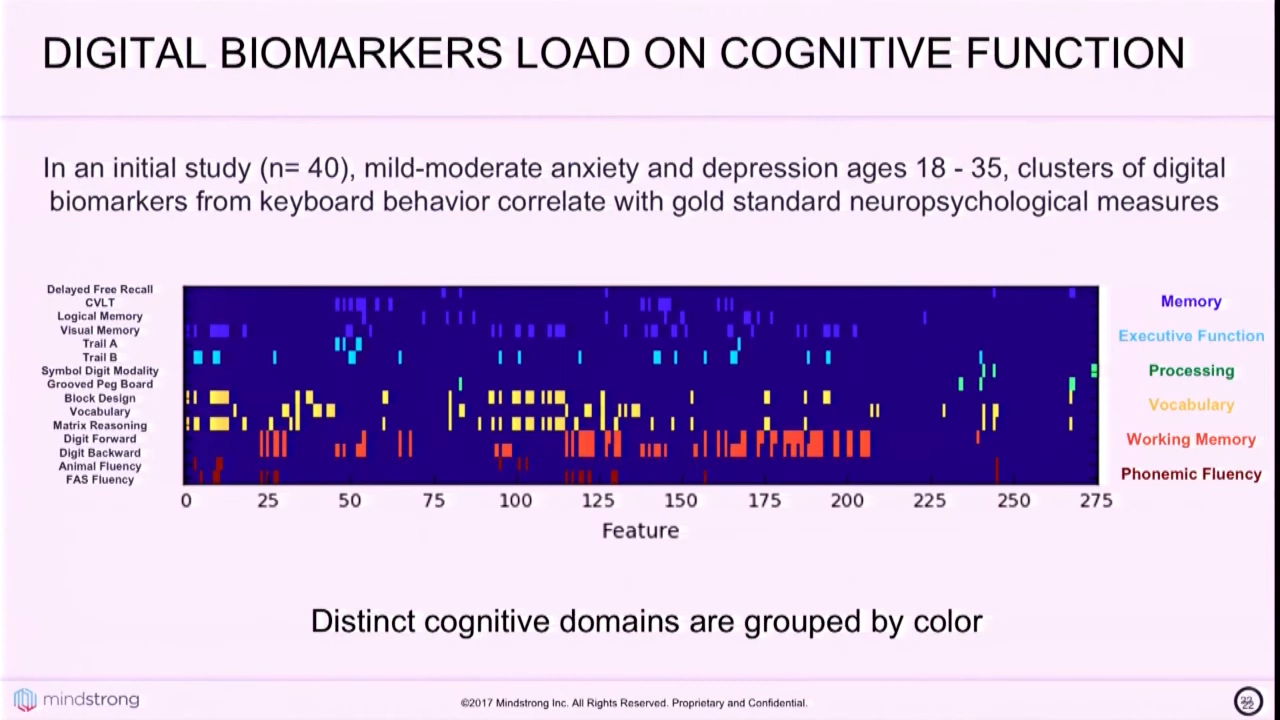 DIGITAL BIOMARKERS LOAD ON COGNITIVE FUNCTION
In an initial study (n= 40), mild-moderate anxiety and depression ages 18 - 35, clusters of digital
biomarkers from keyboard behavior correlate with gold standard neuropsychological measures
Delayed Free Recall
CVLT
Logical Memory
Visual Memory
Trail A
Trail B
Symbol Digit Modality
Grooved Peg Board
Block Design
Vocabulary
Matrix Reasoning
Digit Forward
Digit Backward
Animal Fluency
FAS Fluency
0 25 50 75 100 125 150 175 200 225 250 275
Feature
Memory
Executive Function
Processing
Vocabulary
Working Memory
Phonemic Fluency
Distinct cognitive domains are grouped by color
mindstrong
©2017 Mindstrong Inc. All Rights Reserved. Proprietary and Confidential.